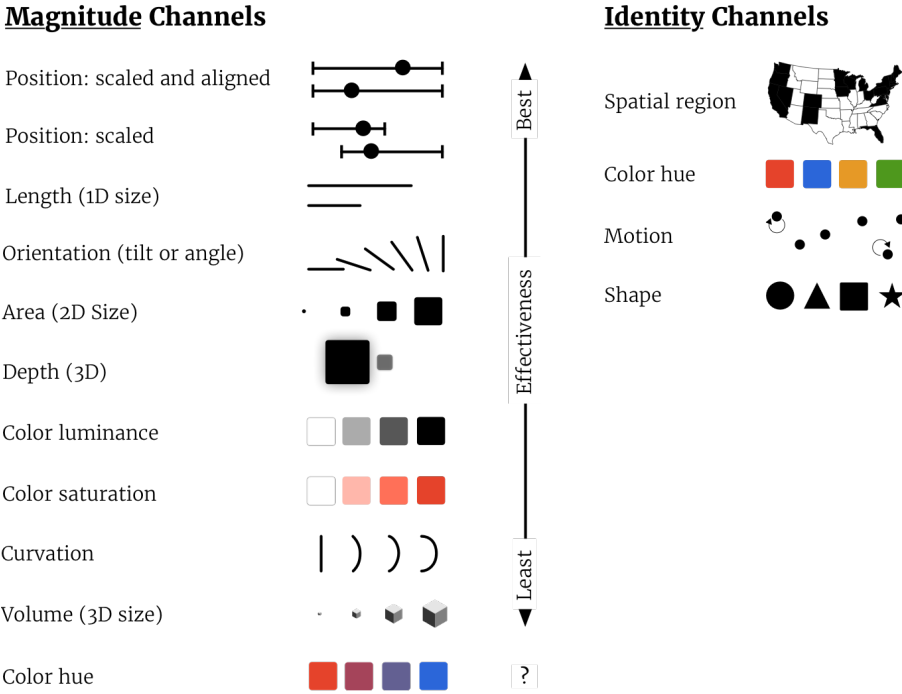 Magnitude Channels
Position: scaled and aligned
Position: scaled
Length (1D size)
Orientation (tilt or angle)
Area (2D Size)
Depth (3D)
Color luminance
Color saturation
Curvation
Volume (3D size)
Color hue
Best
Effectiveness
Least
?
Identity Channels
Spatial region
Color hue
Motion
Shape